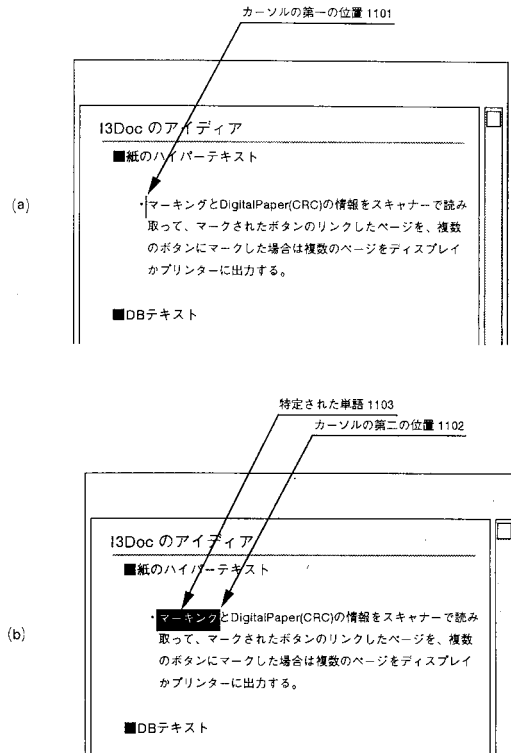 カーソルの第一の位置 1101
(a)
I3Doc のアイディア
■紙のハイパーテキスト
・マーキングとDigitalPaper(CRC)の情報をスキャナーで読み
取って、マークされたボタンのリンクしたページを、複数
のボタンにマークした場合は複数のページをディスプレイ
かプリンターに出力する。
■DBテキスト
特定された単語 1103
カーソルの第二の位置 1102
(b)
I3Doc のアイディア
■紙のハイパーテキスト
・マーキングとDigitalPaper(CRC)の情報をスキャナーで読み
取って、マークされたボタンのリンクしたページを、複数
のボタンにマークした場合は複数のページをディスプレイ
かプリンターに出力する。
■DBテキスト